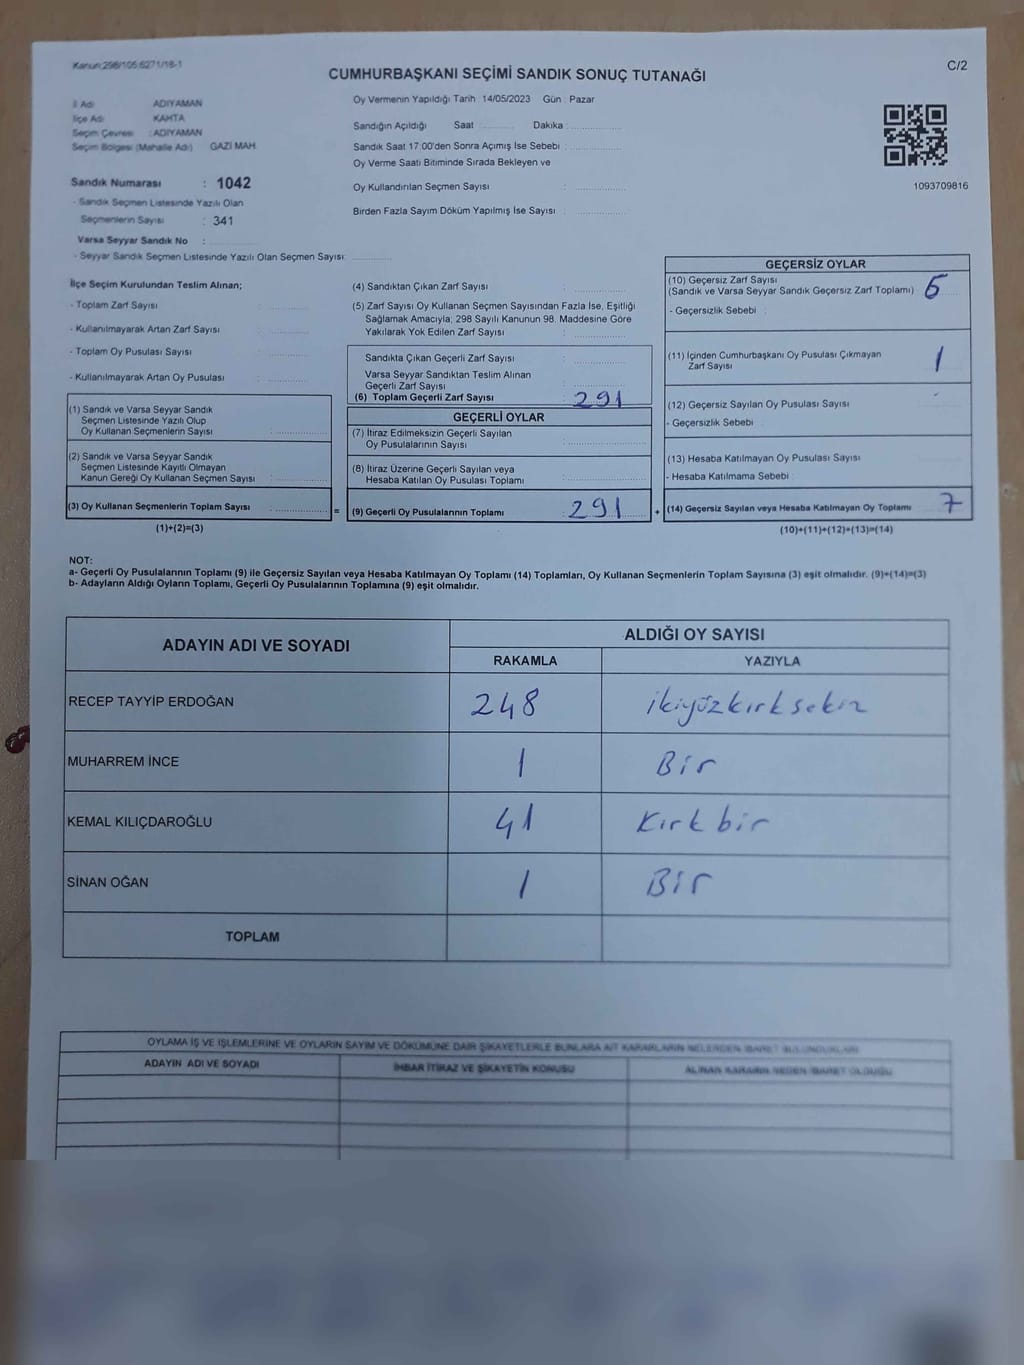 Kanun:298/105;6271/18-1
C/2
CUMHURBAŞKANI SEÇİMİ SANDIK SONUÇ TUTANAĞI
İl Adı ADIYAMAN
İlçe Adı KAHTA
Seçim Çevresi : ADIYAMAN
Seçim Bölgesi (Mahalle Adı) GAZİ MAH.
Sandık Numarası : 1042
- Sandık Seçmen Listesinde Yazılı Olan
Seçmenlerin Sayısı : 341
Varsa Seyyar Sandık No :
- Seyyar Sandık Seçmen Listesinde Yazılı Olan Seçmen Sayısı:
Oy Vermenin Yapıldığı Tarih : 14/05/2023 Gün : Pazar
Sandığın Açıldığı Saat : Dakika :
Sandık Saat 17:00'den Sonra Açımış İse Sebebi :
Oy Verme Saati Bitiminde Sırada Bekleyen ve
Oy Kullandırılan Seçmen Sayısı :
Birden Fazla Sayım Döküm Yapılmış İse Sayısı :
1093709816
İlçe Seçim Kurulundan Teslim Alınan;
- Toplam Zarf Sayısı :
- Kullanılmayarak Artan Zarf Sayısı :
- Toplam Oy Pusulası Sayısı :
- Kullanılmayarak Artan Oy Pusulası :
(1) Sandık ve Varsa Seyyar Sandık
Seçmen Listesinde Yazılı Olup
Oy Kullanan Seçmenlerin Sayısı :
(2) Sandık ve Varsa Seyyar Sandık
Seçmen Listesinde Kayıtlı Olmayan
Kanun Gereği Oy Kullanan Seçmen Sayısı :
(3) Oy Kullanan Seçmenlerin Toplam Sayısı : =
(1)+(2)=(3)
(4) Sandıktan Çıkan Zarf Sayısı :
(5) Zarf Sayısı Oy Kullanan Seçmen Sayısından Fazla İse, Eşitliği
Sağlamak Amacıyla; 298 Sayılı Kanunun 98. Maddesine Göre
Yakılarak Yok Edilen Zarf Sayısı :
Sandıkta Çıkan Geçerli Zarf Sayısı :
Varsa Seyyar Sandıktan Teslim Alınan
Geçerli Zarf Sayısı :
(6) Toplam Geçerli Zarf Sayısı : 291
GEÇERLİ OYLAR
(7) İtiraz Edilmeksizin Geçerli Sayılan
Oy Pusulalarının Sayısı :
(8) İtiraz Üzerine Geçerli Sayılan veya
Hesaba Katılan Oy Pusulası Toplamı :
(9) Geçerli Oy Pusulalarının Toplamı : 291 +
GEÇERSİZ OYLAR
(10) Geçersiz Zarf Sayısı
(Sandık ve Varsa Seyyar Sandık Geçersiz Zarf Toplamı)
- Geçersizlik Sebebi :
(11) İçinden Cumhurbaşkanı Oy Pusulası Çıkmayan 1
Zarf Sayısı
(12) Geçersiz Sayılan Oy Pusulası Sayısı
- Geçersizlik Sebebi :
(13) Hesaba Katılmayan Oy Pusulası Sayısı
- Hesaba Katılmama Sebebi :
(14) Geçersiz Sayılan veya Hesaba Katılmayan Oy Toplamı 7
(10)+(11)+(12)+(13)=(14)
NOT:
a- Geçerli Oy Pusulalarının Toplamı (9) ile Geçersiz Sayılan veya Hesaba Katılmayan Oy Toplamı (14) Toplamları, Oy Kullanan Seçmenlerin Toplam Sayısına (3) eşit olmalıdır. (9)+(14)=(3)
b- Adayların Aldığı Oyların Toplamı, Geçerli Oy Pusulalarının Toplamına (9) eşit olmalıdır.
ADAYIN ADI VE SOYADI ALDIĞI OY SAYISI
RAKAMLA YAZIYLA
RECEP TAYYİP ERDOĞAN 248 ikiyüzkırksekiz
MUHARREM İNCE 1 Bir
KEMAL KILIÇDAROĞLU 41 Kırkbir
SİNAN OĞAN 1 Bir
TOPLAM
OYLAMA İŞ VE İŞLEMLERİNE VE OYLARIN SAYIM VE DÖKÜMÜNE DAİR ŞİKAYETLERLE BUNLARA AİT KARARLARIN NELERDEN İBARET BULUNDUKLARI
ADAYIN ADI VE SOYADI İHBAR İTİRAZ VE ŞİKAYETİN KONUSU ALINAN KARARIN NEDEN İBARET OLDUĞU